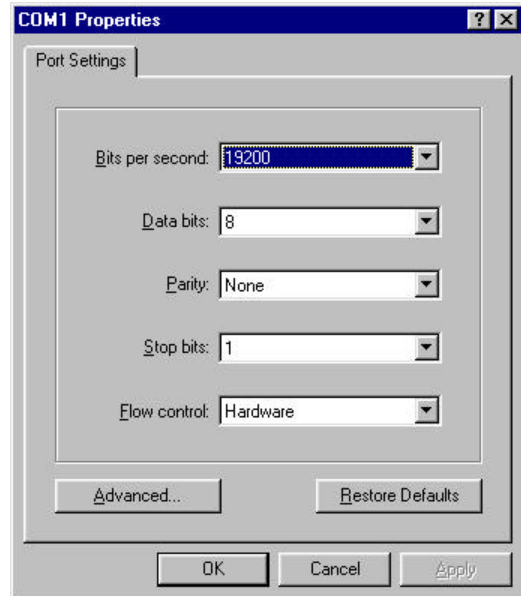 COM1 Properties
Port Settings
Bits per second: 19200
Data bits: 8
Parity: None
Stop bits: 1
Flow control: Hardware
Advanced... Restore Defaults
OK Cancel Apply